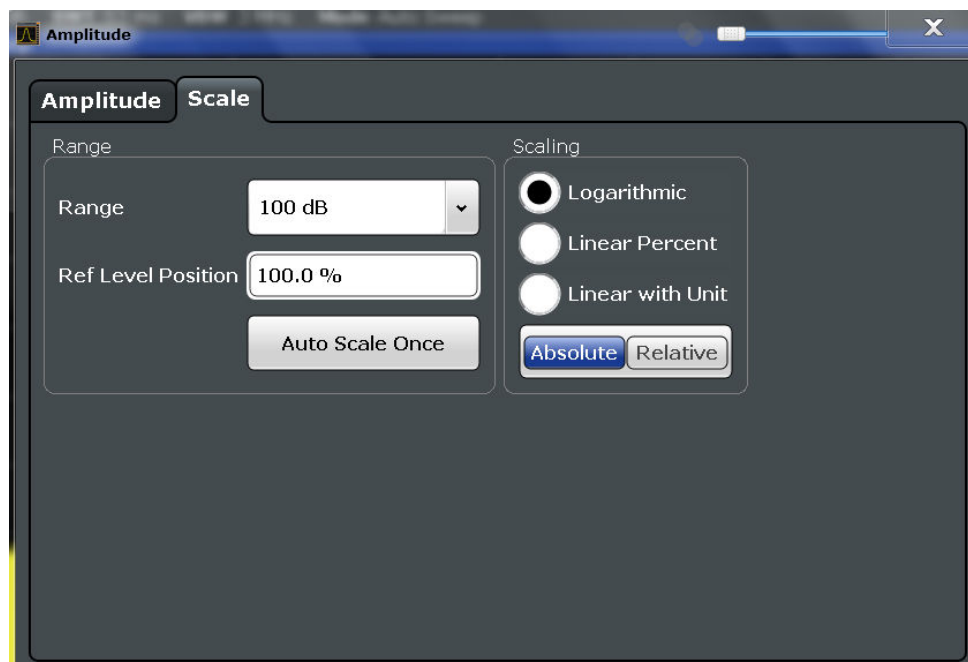 Amplitude
Amplitude Scale
Range
Range 100 dB
Ref Level Position 100.0 %
Auto Scale Once
Scaling
Logarithmic
Linear Percent
Linear with Unit
Absolute Relative